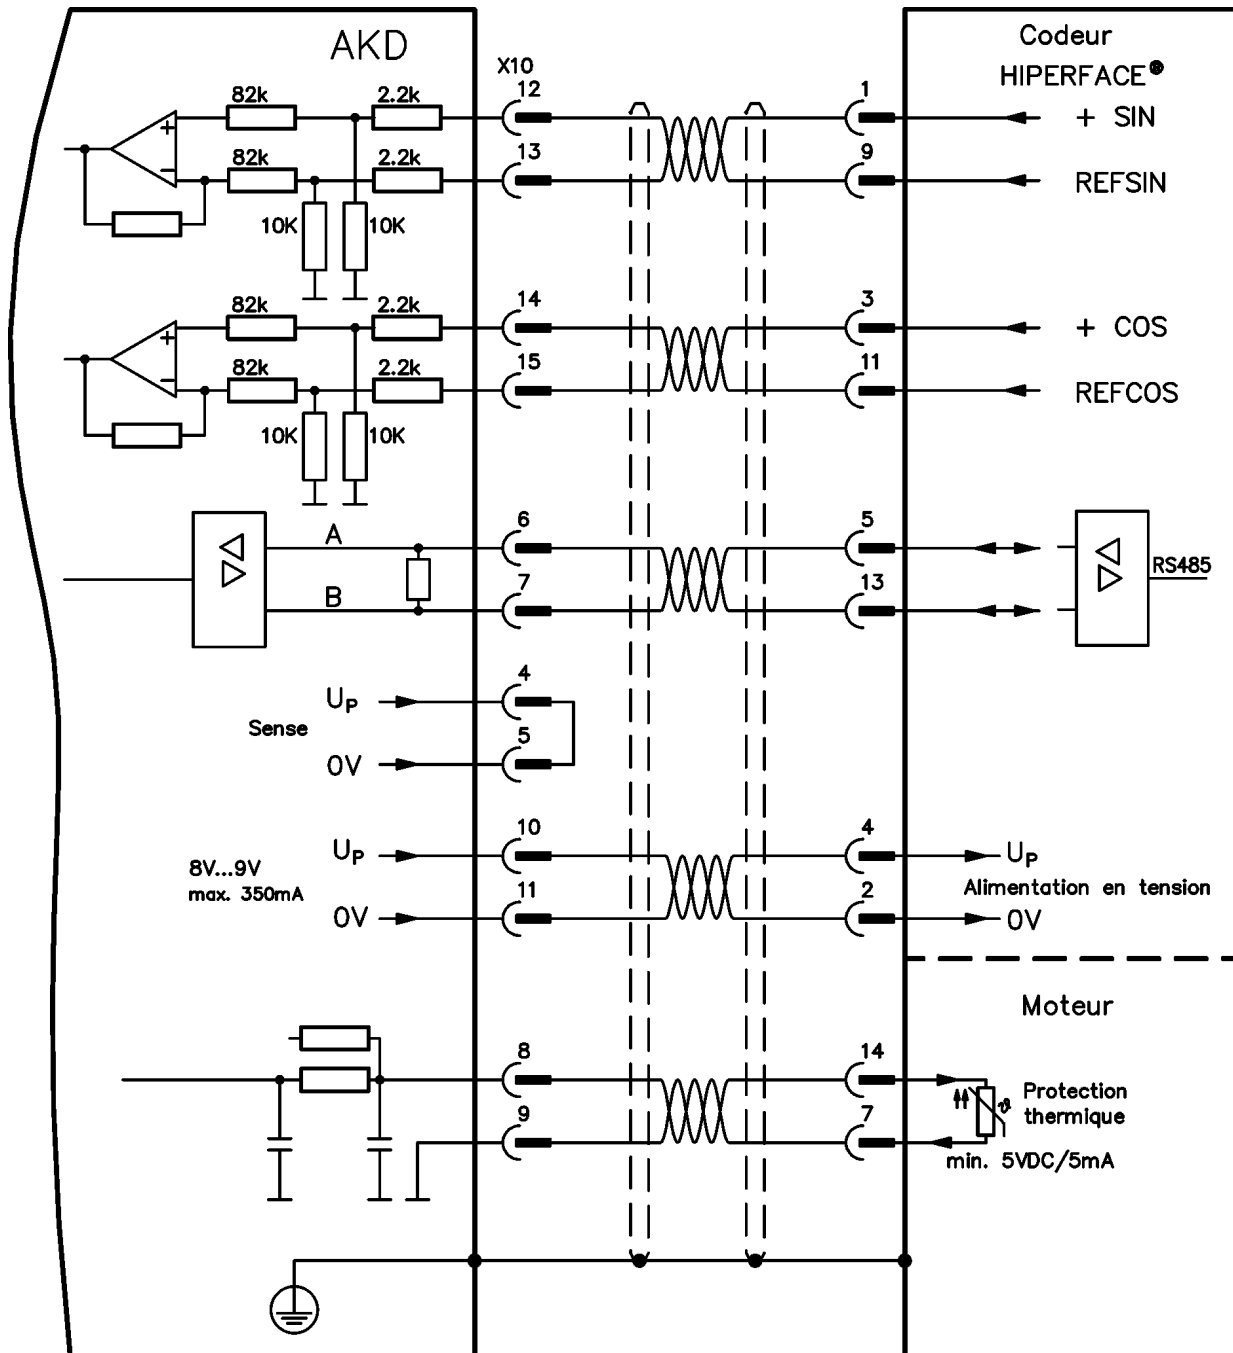 AKD
X10
Codeur
HIPERFACE®
82k 2.2k 12 1 + SIN
+
82k 2.2k 13 9 REFSIN
−
10K 10K
82k 2.2k 14 3 + COS
+
82k 2.2k 15 11 REFCOS
−
10K 10K
A 6 5
RS485
B 7 13
UP 4
Sense
0V 5
UP 10 4 UP
8V...9V
max. 350mA
Alimentation en tension
0V 11 2 0V
Moteur
8 14
Protection
thermique
ϑ
9 7
min. 5VDC/5mA